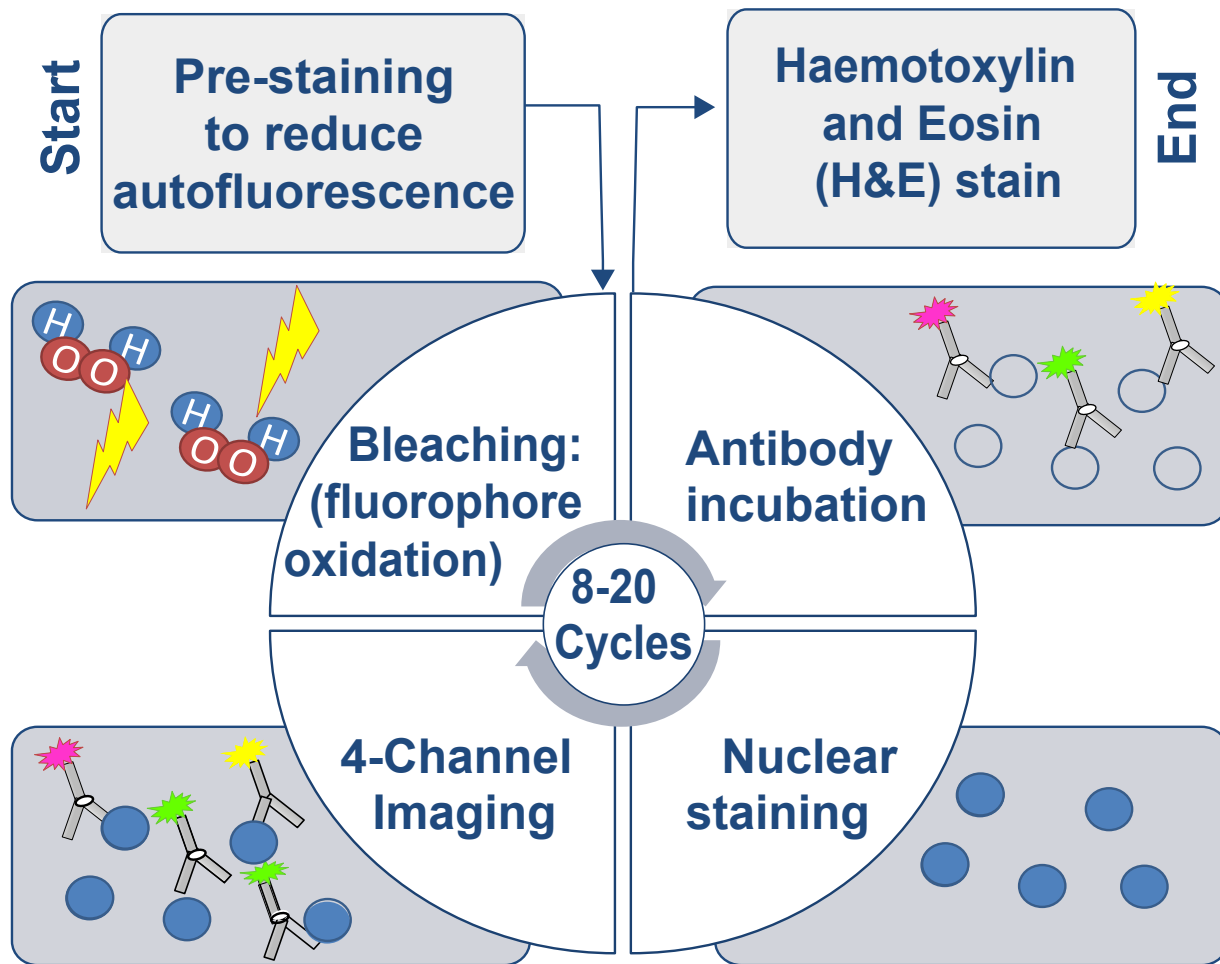 Start
Pre-staining
to reduce
autofluorescence
Haemotoxylin
and Eosin
(H&E) stain
End
H
O
O
H
H
O
O
H
Bleaching:
(fluorophore
oxidation)
Antibody
incubation
8-20
Cycles
4-Channel
Imaging
Nuclear
staining